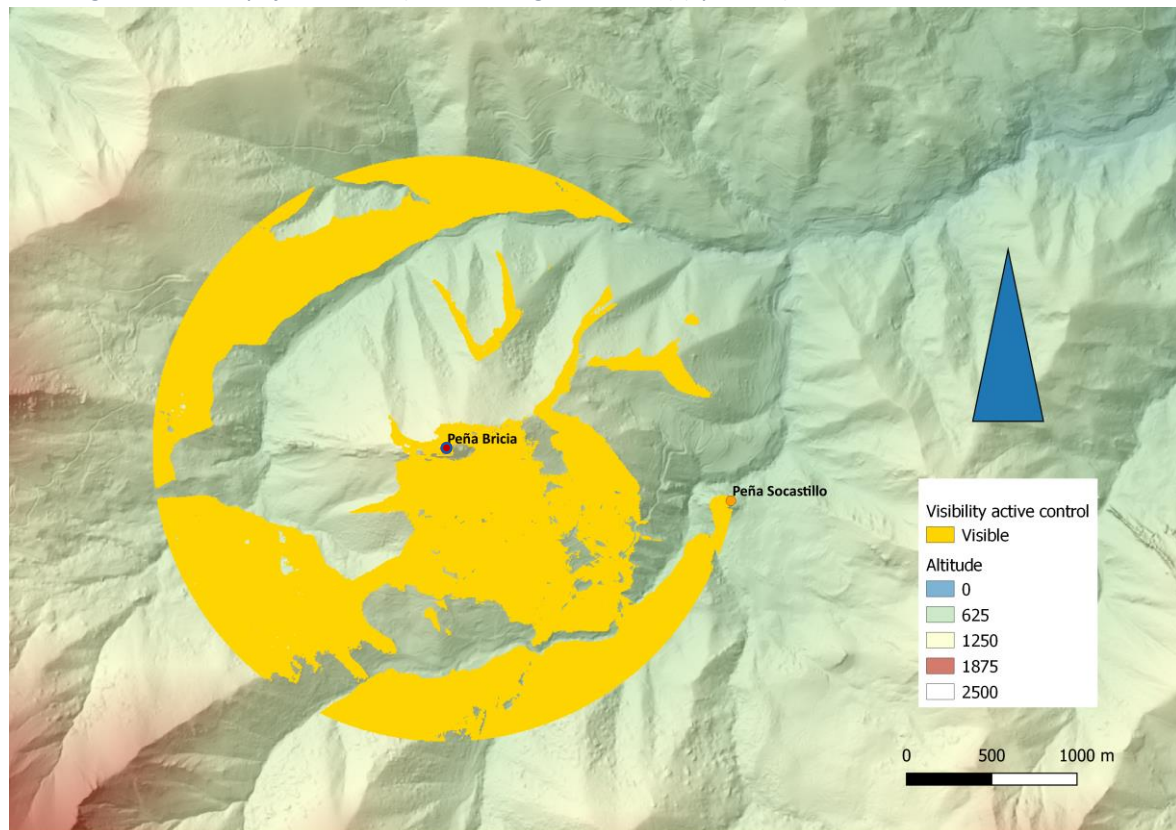 Peña Bricia
Peña Socastillo
Visibility active control
Visible
Altitude
0
625
1250
1875
2500
0 500 1000 m